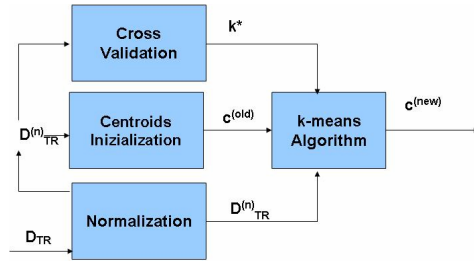 Cross
Validation
k*
Centroids
Inizialization
c(old)
k-means
Algorithm
c(new)
D(n)TR
Normalization
D(n)TR
DTR